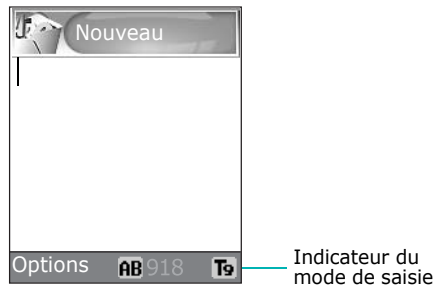 Nouveau
Options AB 918 T9
Indicateur du
mode de saisie